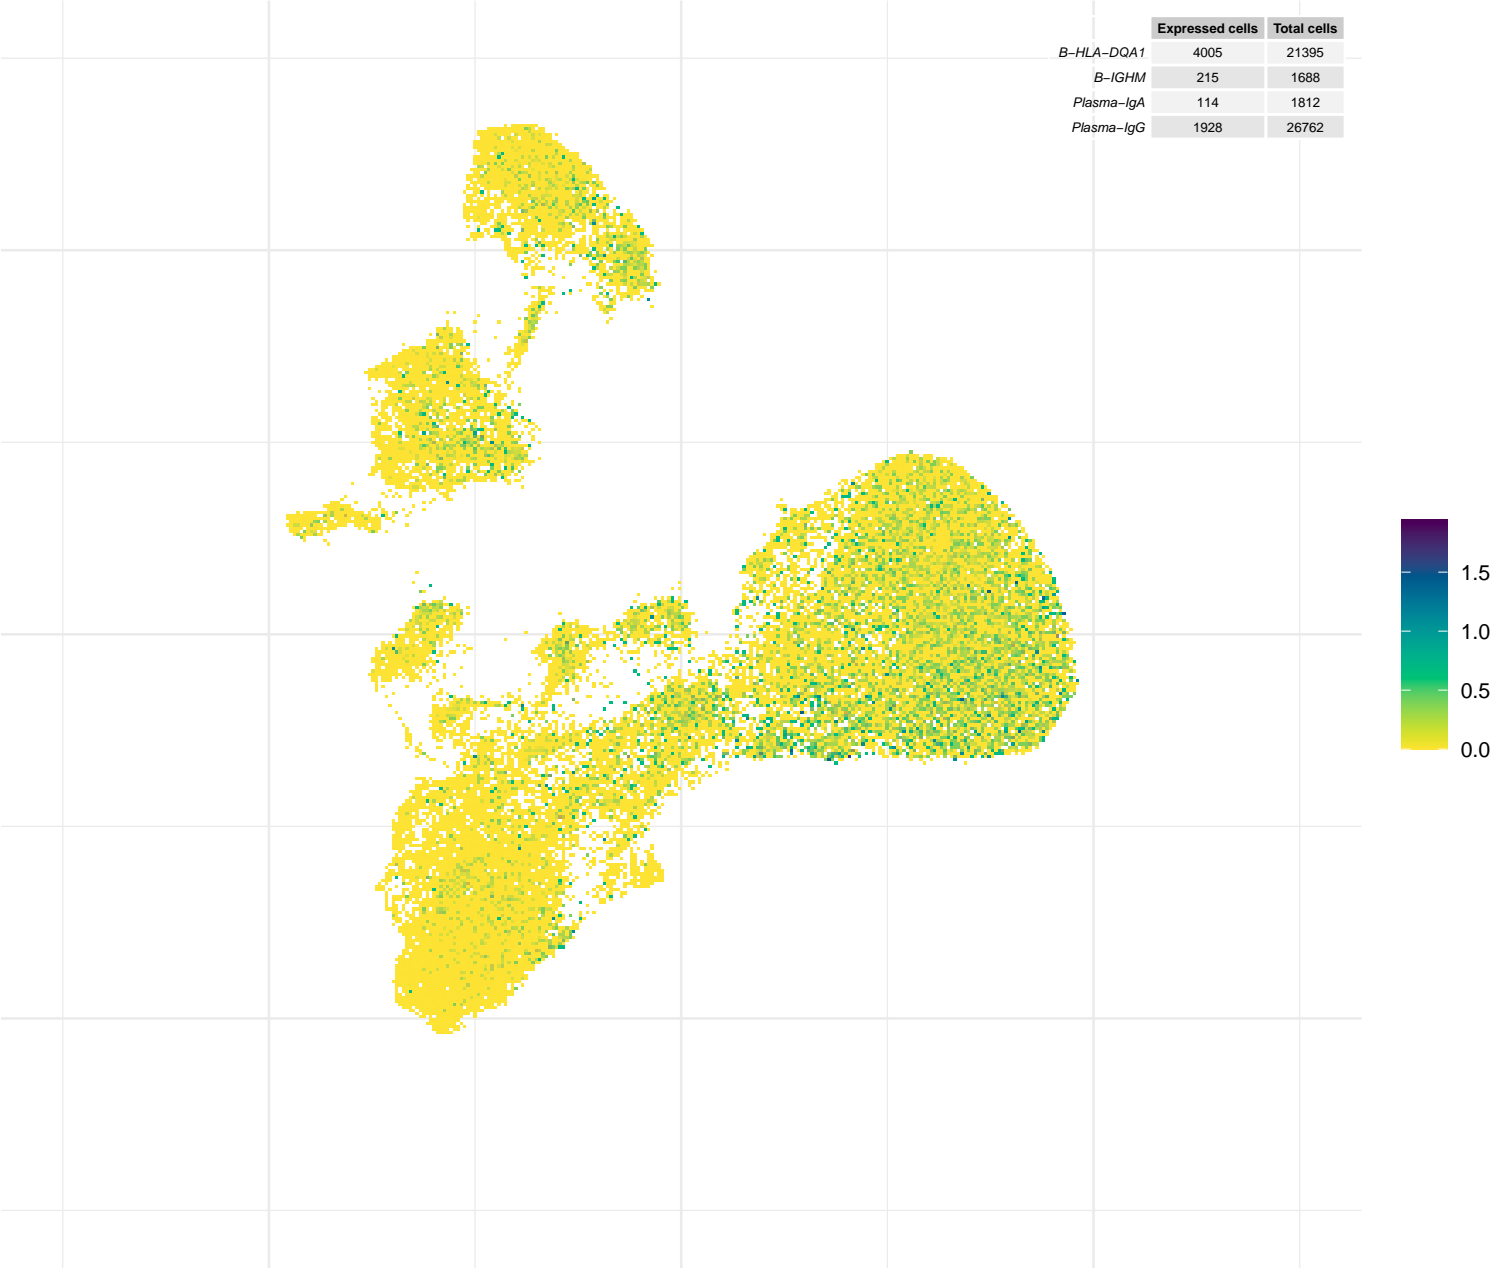 Expressed cells Total cells
B−HLA−DQA1 4005 21395
B−IGHM 215 1688
Plasma−IgA 114 1812
Plasma−IgG 1928 26762
1.5
1.0
0.5
0.0